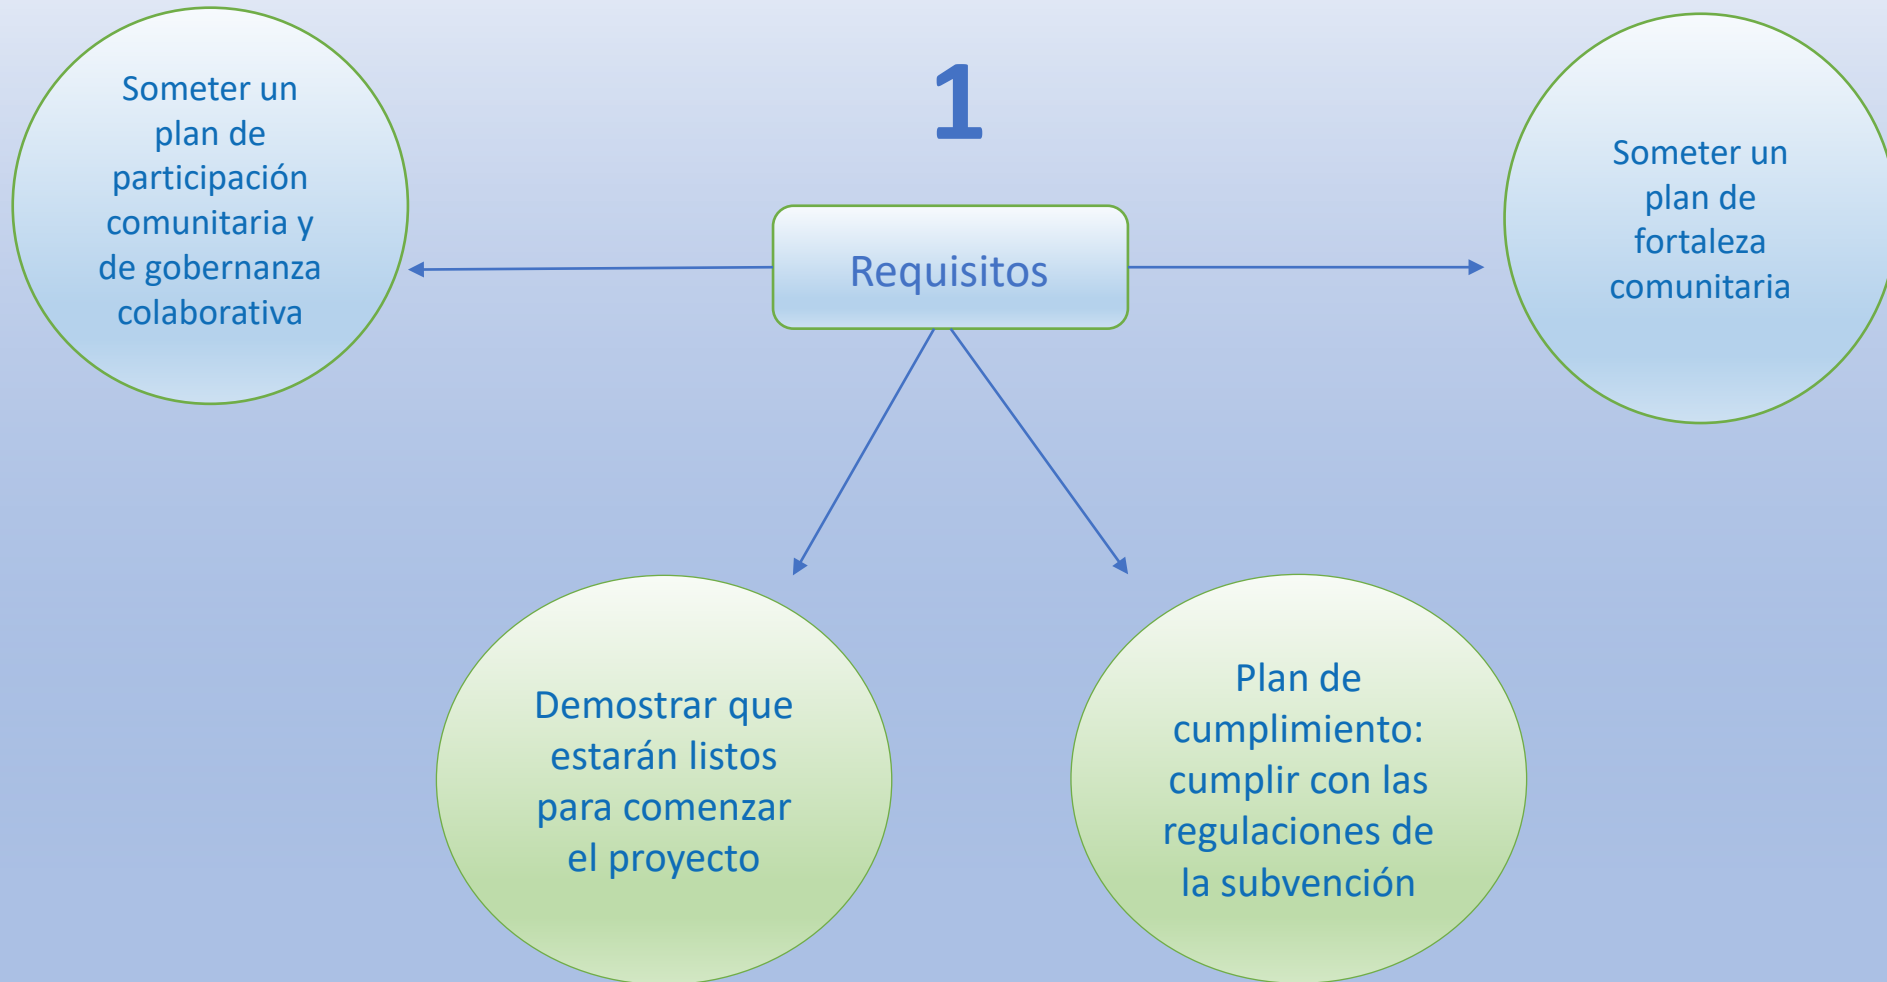 1
Requisitos
Someter un
plan de
participación
comunitaria y
de gobernanza
colaborativa
Someter un
plan de
fortaleza
comunitaria
Demostrar que
estarán listos
para comenzar
el proyecto
Plan de
cumplimiento:
cumplir con las
regulaciones de
la subvención